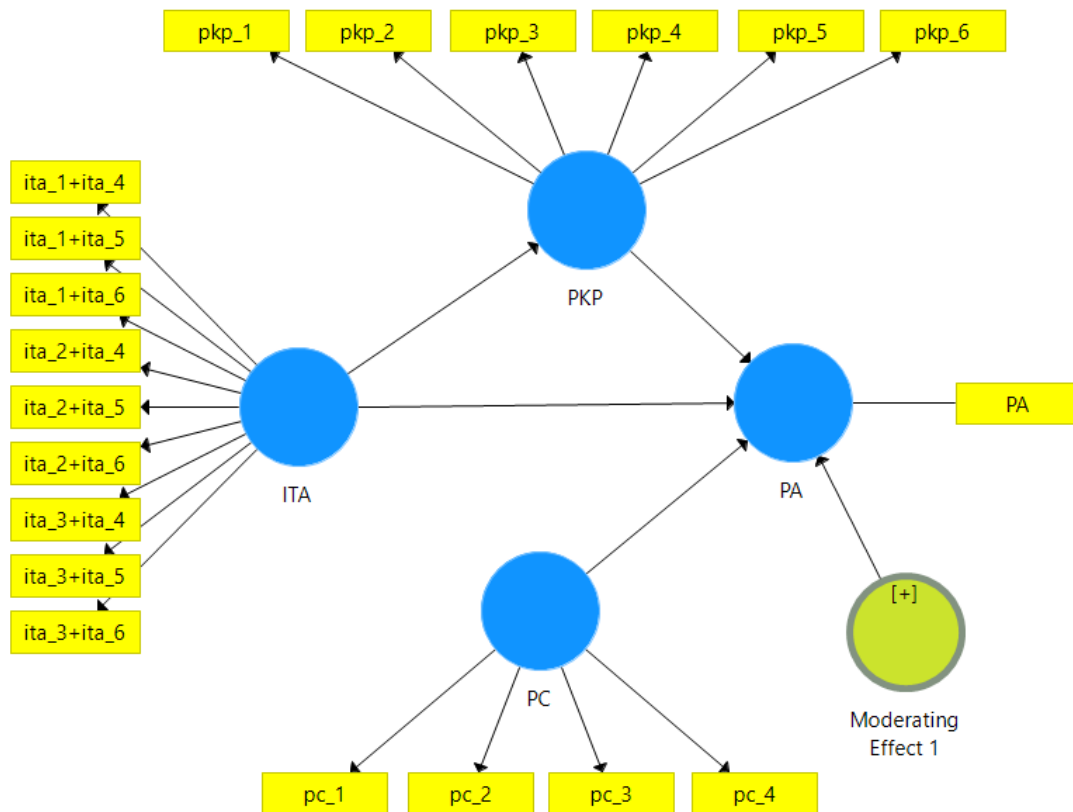 pkp_1
pkp_2
pkp_3
pkp_4
pkp_5
pkp_6
ita_1+ita_4
ita_1+ita_5
ita_1+ita_6
ita_2+ita_4
ita_2+ita_5
ita_2+ita_6
ita_3+ita_4
ita_3+ita_5
ita_3+ita_6
PKP
ITA
PA
PA
PC
[+]
Moderating
Effect 1
pc_1
pc_2
pc_3
pc_4